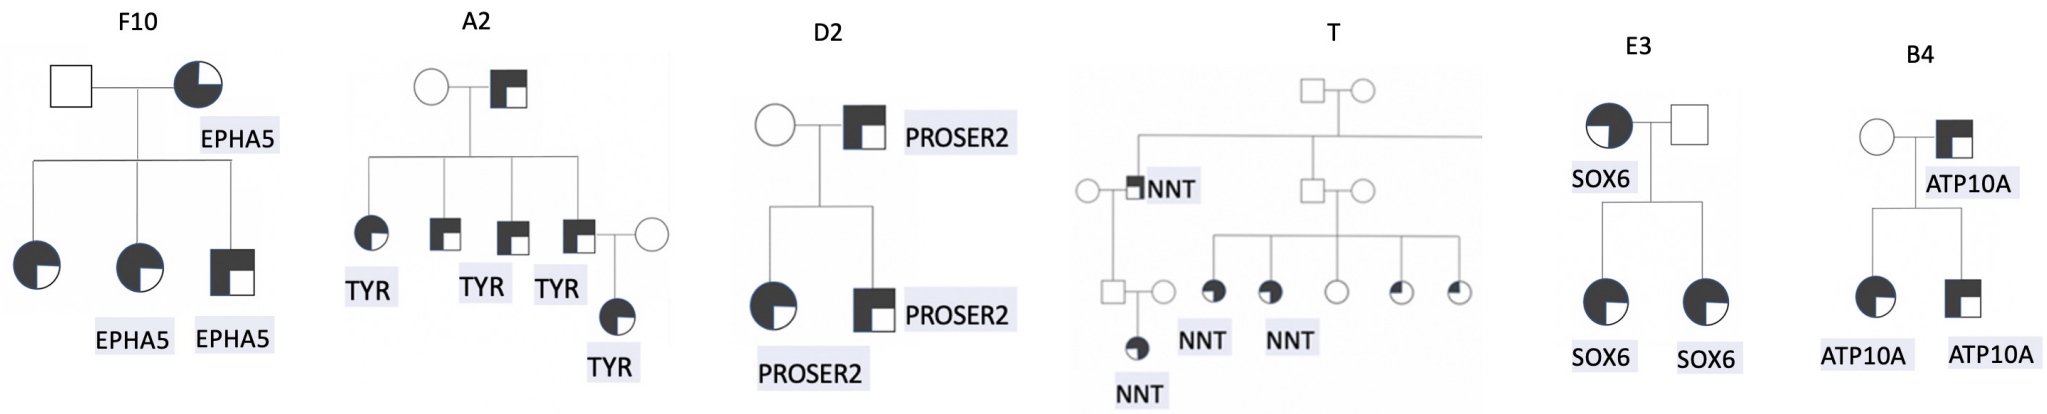 F10
EPHA5
EPHA5
EPHA5
A2
TYR
TYR
TYR
TYR
D2
PROSER2
PROSER2
PROSER2
T
NNT
NNT
NNT
NNT
E3
SOX6
SOX6
SOX6
B4
ATP10A
ATP10A
ATP10A